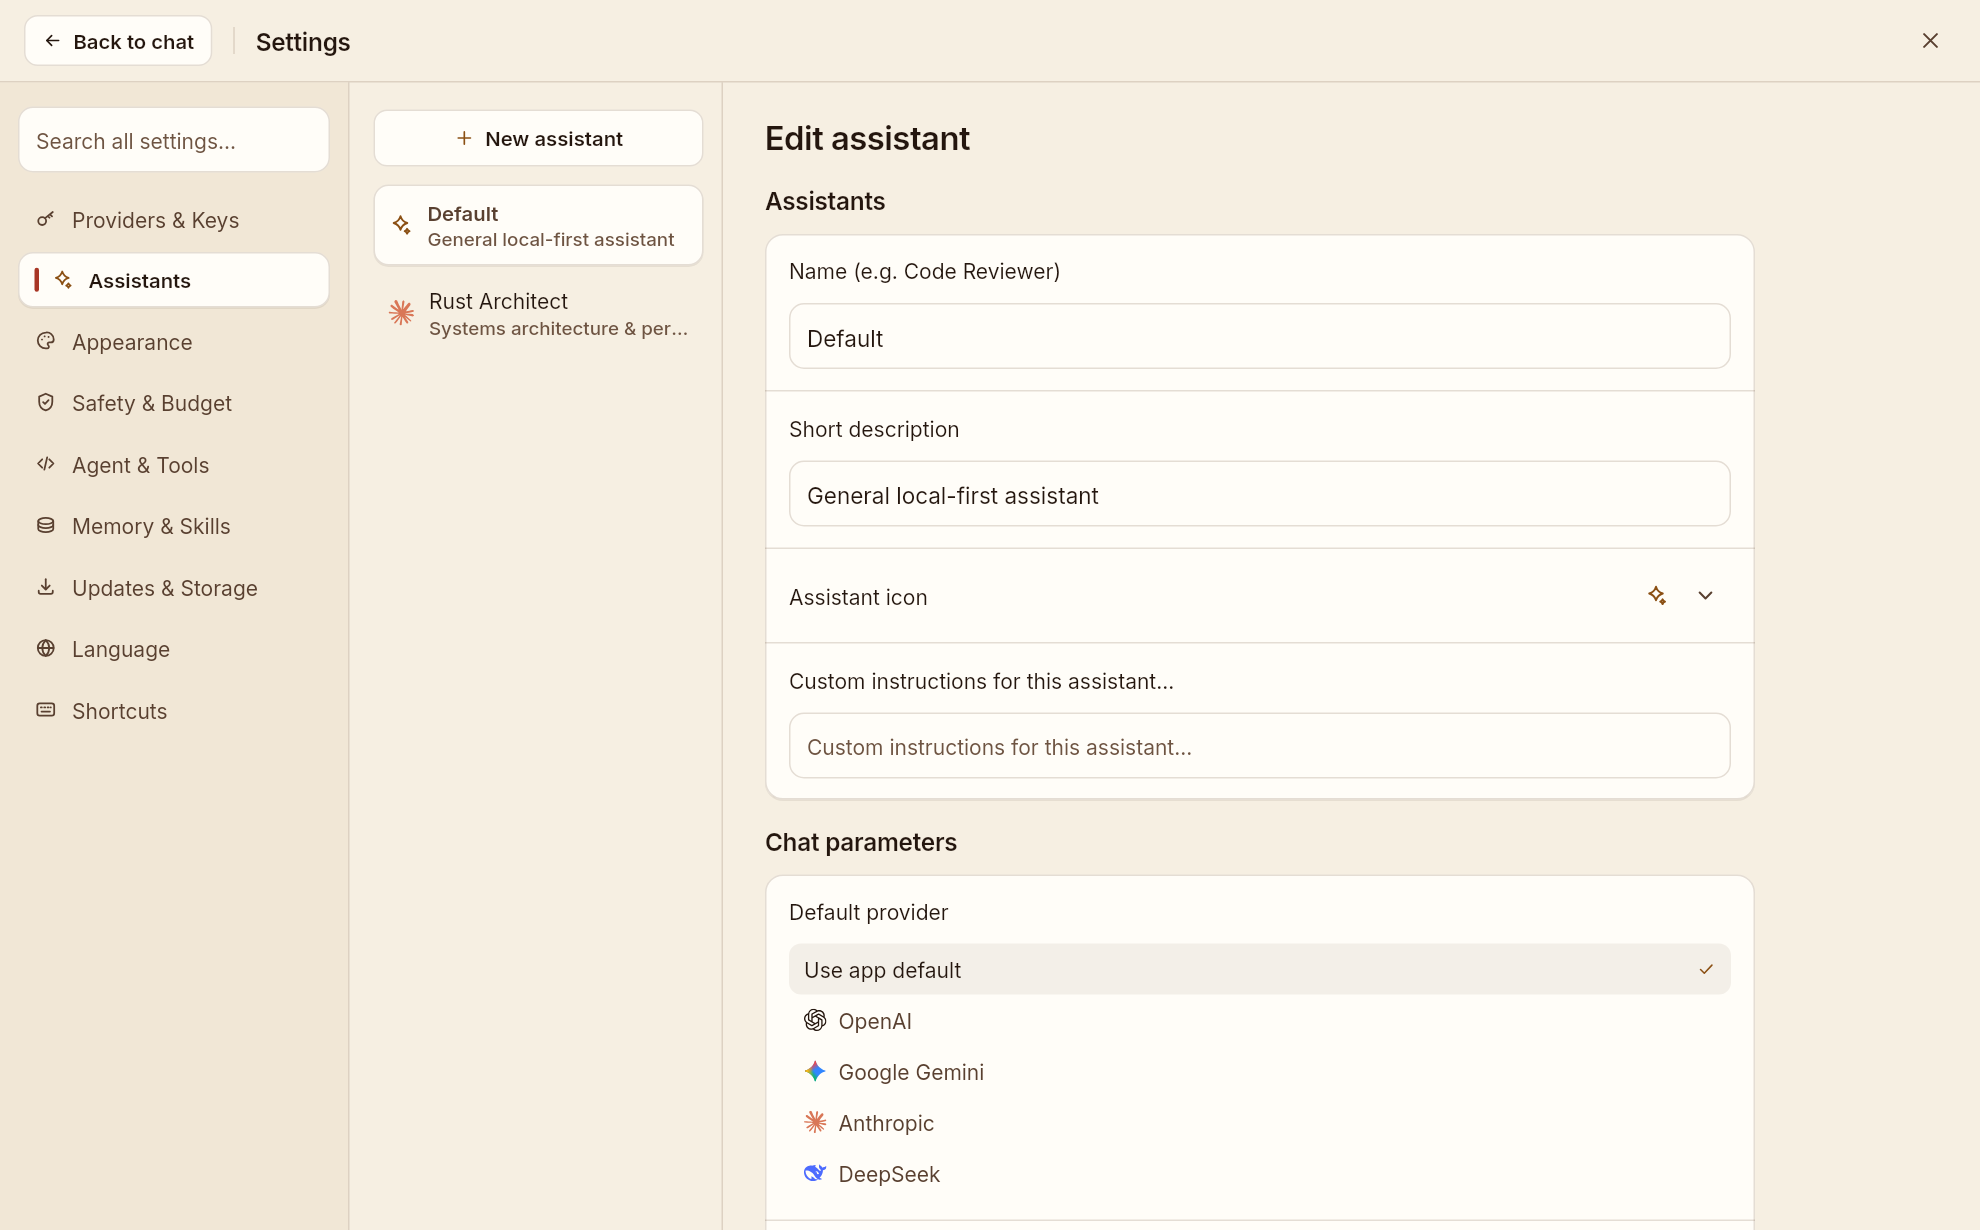 Back to chat
Settings
Search all settings...
Providers & Keys
Assistants
Appearance
Safety & Budget
Agent & Tools
Memory & Skills
Updates & Storage
Language
Shortcuts
New assistant
Default
General local-first assistant
Rust Architect
Systems architecture & per...
Edit assistant
Assistants
Name (e.g. Code Reviewer)
Default
Short description
General local-first assistant
Assistant icon
Custom instructions for this assistant...
Custom instructions for this assistant...
Chat parameters
Default provider
Use app default
OpenAI
Google Gemini
Anthropic
DeepSeek